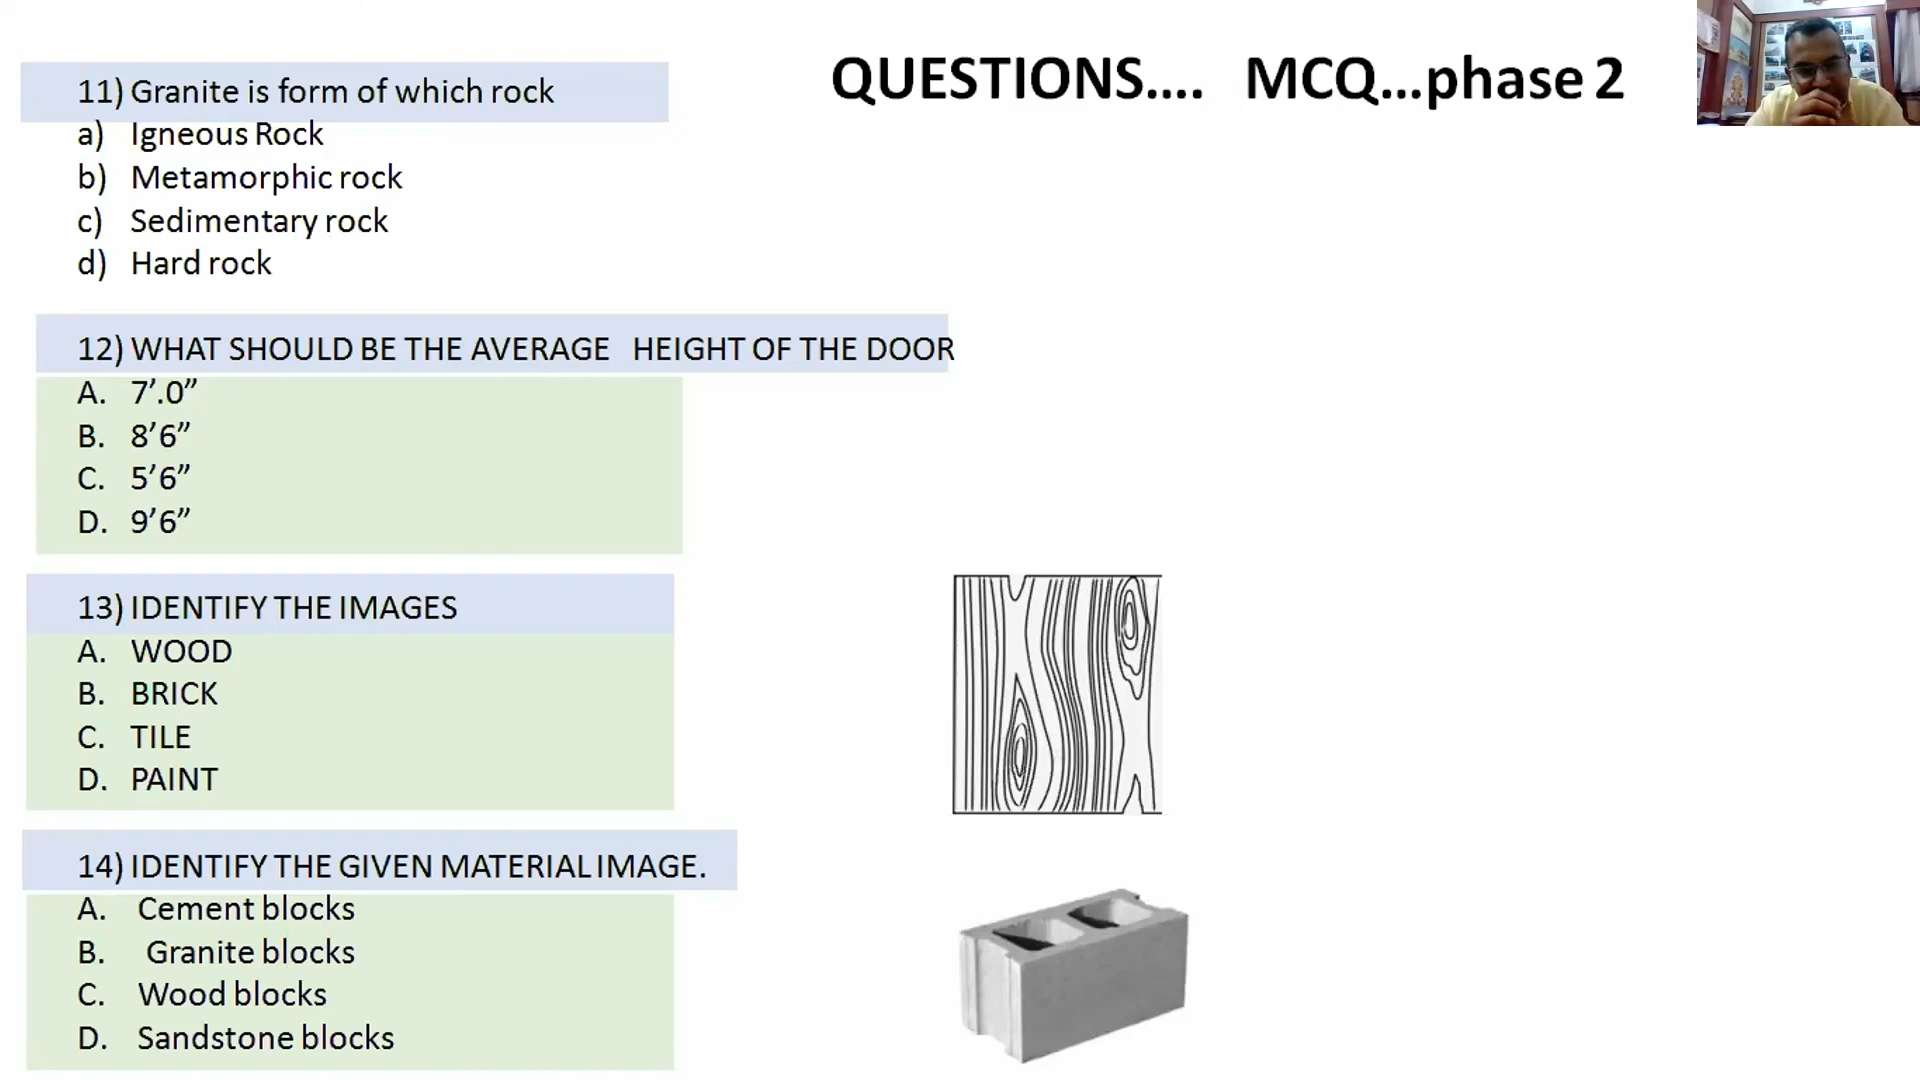 QUESTIONS.... MCQ...phase 2
11) Granite is form of which rock
a) Igneous Rock
b) Metamorphic rock
c) Sedimentary rock
d) Hard rock
12) WHAT SHOULD BE THE AVERAGE HEIGHT OF THE DOOR
A. 7’.0”
B. 8’6”
C. 5’6”
D. 9’6”
13) IDENTIFY THE IMAGES
A. WOOD
B. BRICK
C. TILE
D. PAINT
14) IDENTIFY THE GIVEN MATERIAL IMAGE.
A. Cement blocks
B. Granite blocks
C. Wood blocks
D. Sandstone blocks